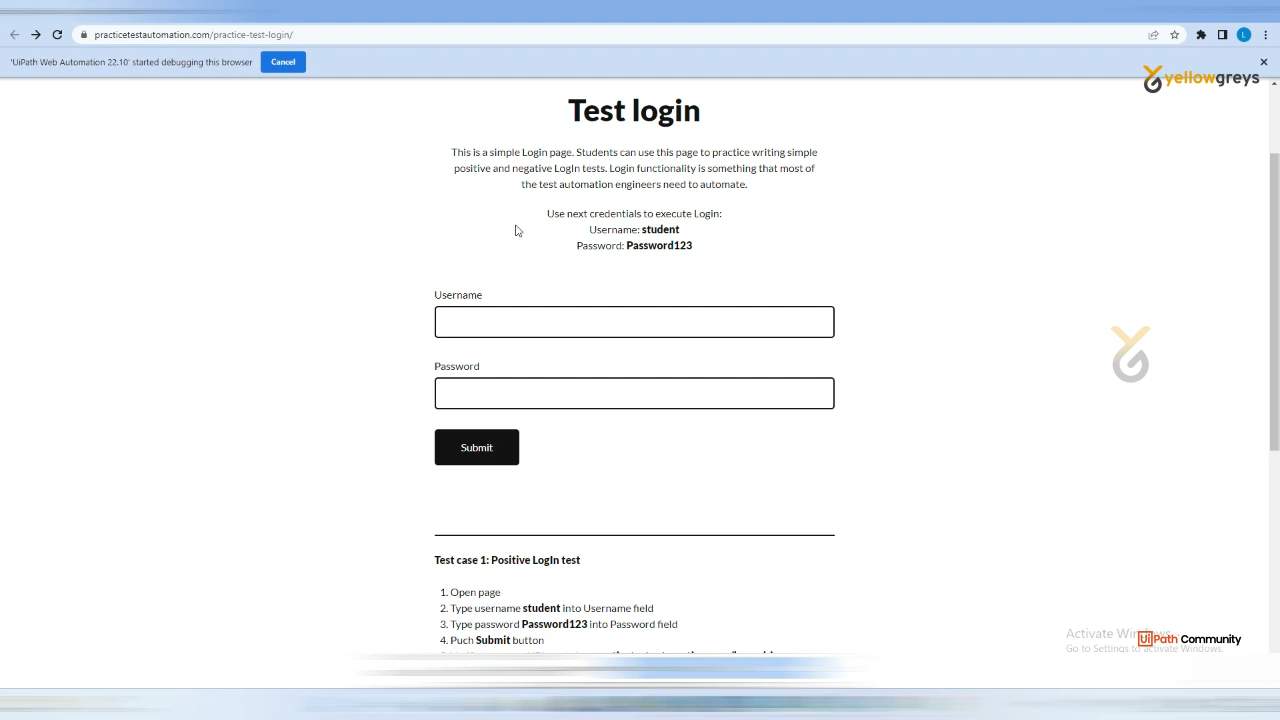 practicetestautomation.com/practice-test-login/
L
'UiPath Web Automation 22.10' started debugging this browser
Cancel
yellowgreys
Test login
This is a simple Login page. Students can use this page to practice writing simple
positive and negative LogIn tests. Login functionality is something that most of
the test automation engineers need to automate.
Use next credentials to execute Login:
Username: student
Password: Password123
Username
Password
Submit
Test case 1: Positive LogIn test
1. Open page
2. Type username student into Username field
3. Type password Password123 into Password field
4. Puch Submit button
Activate Windows
UiPath Community
Go to Settings to activate Windows.